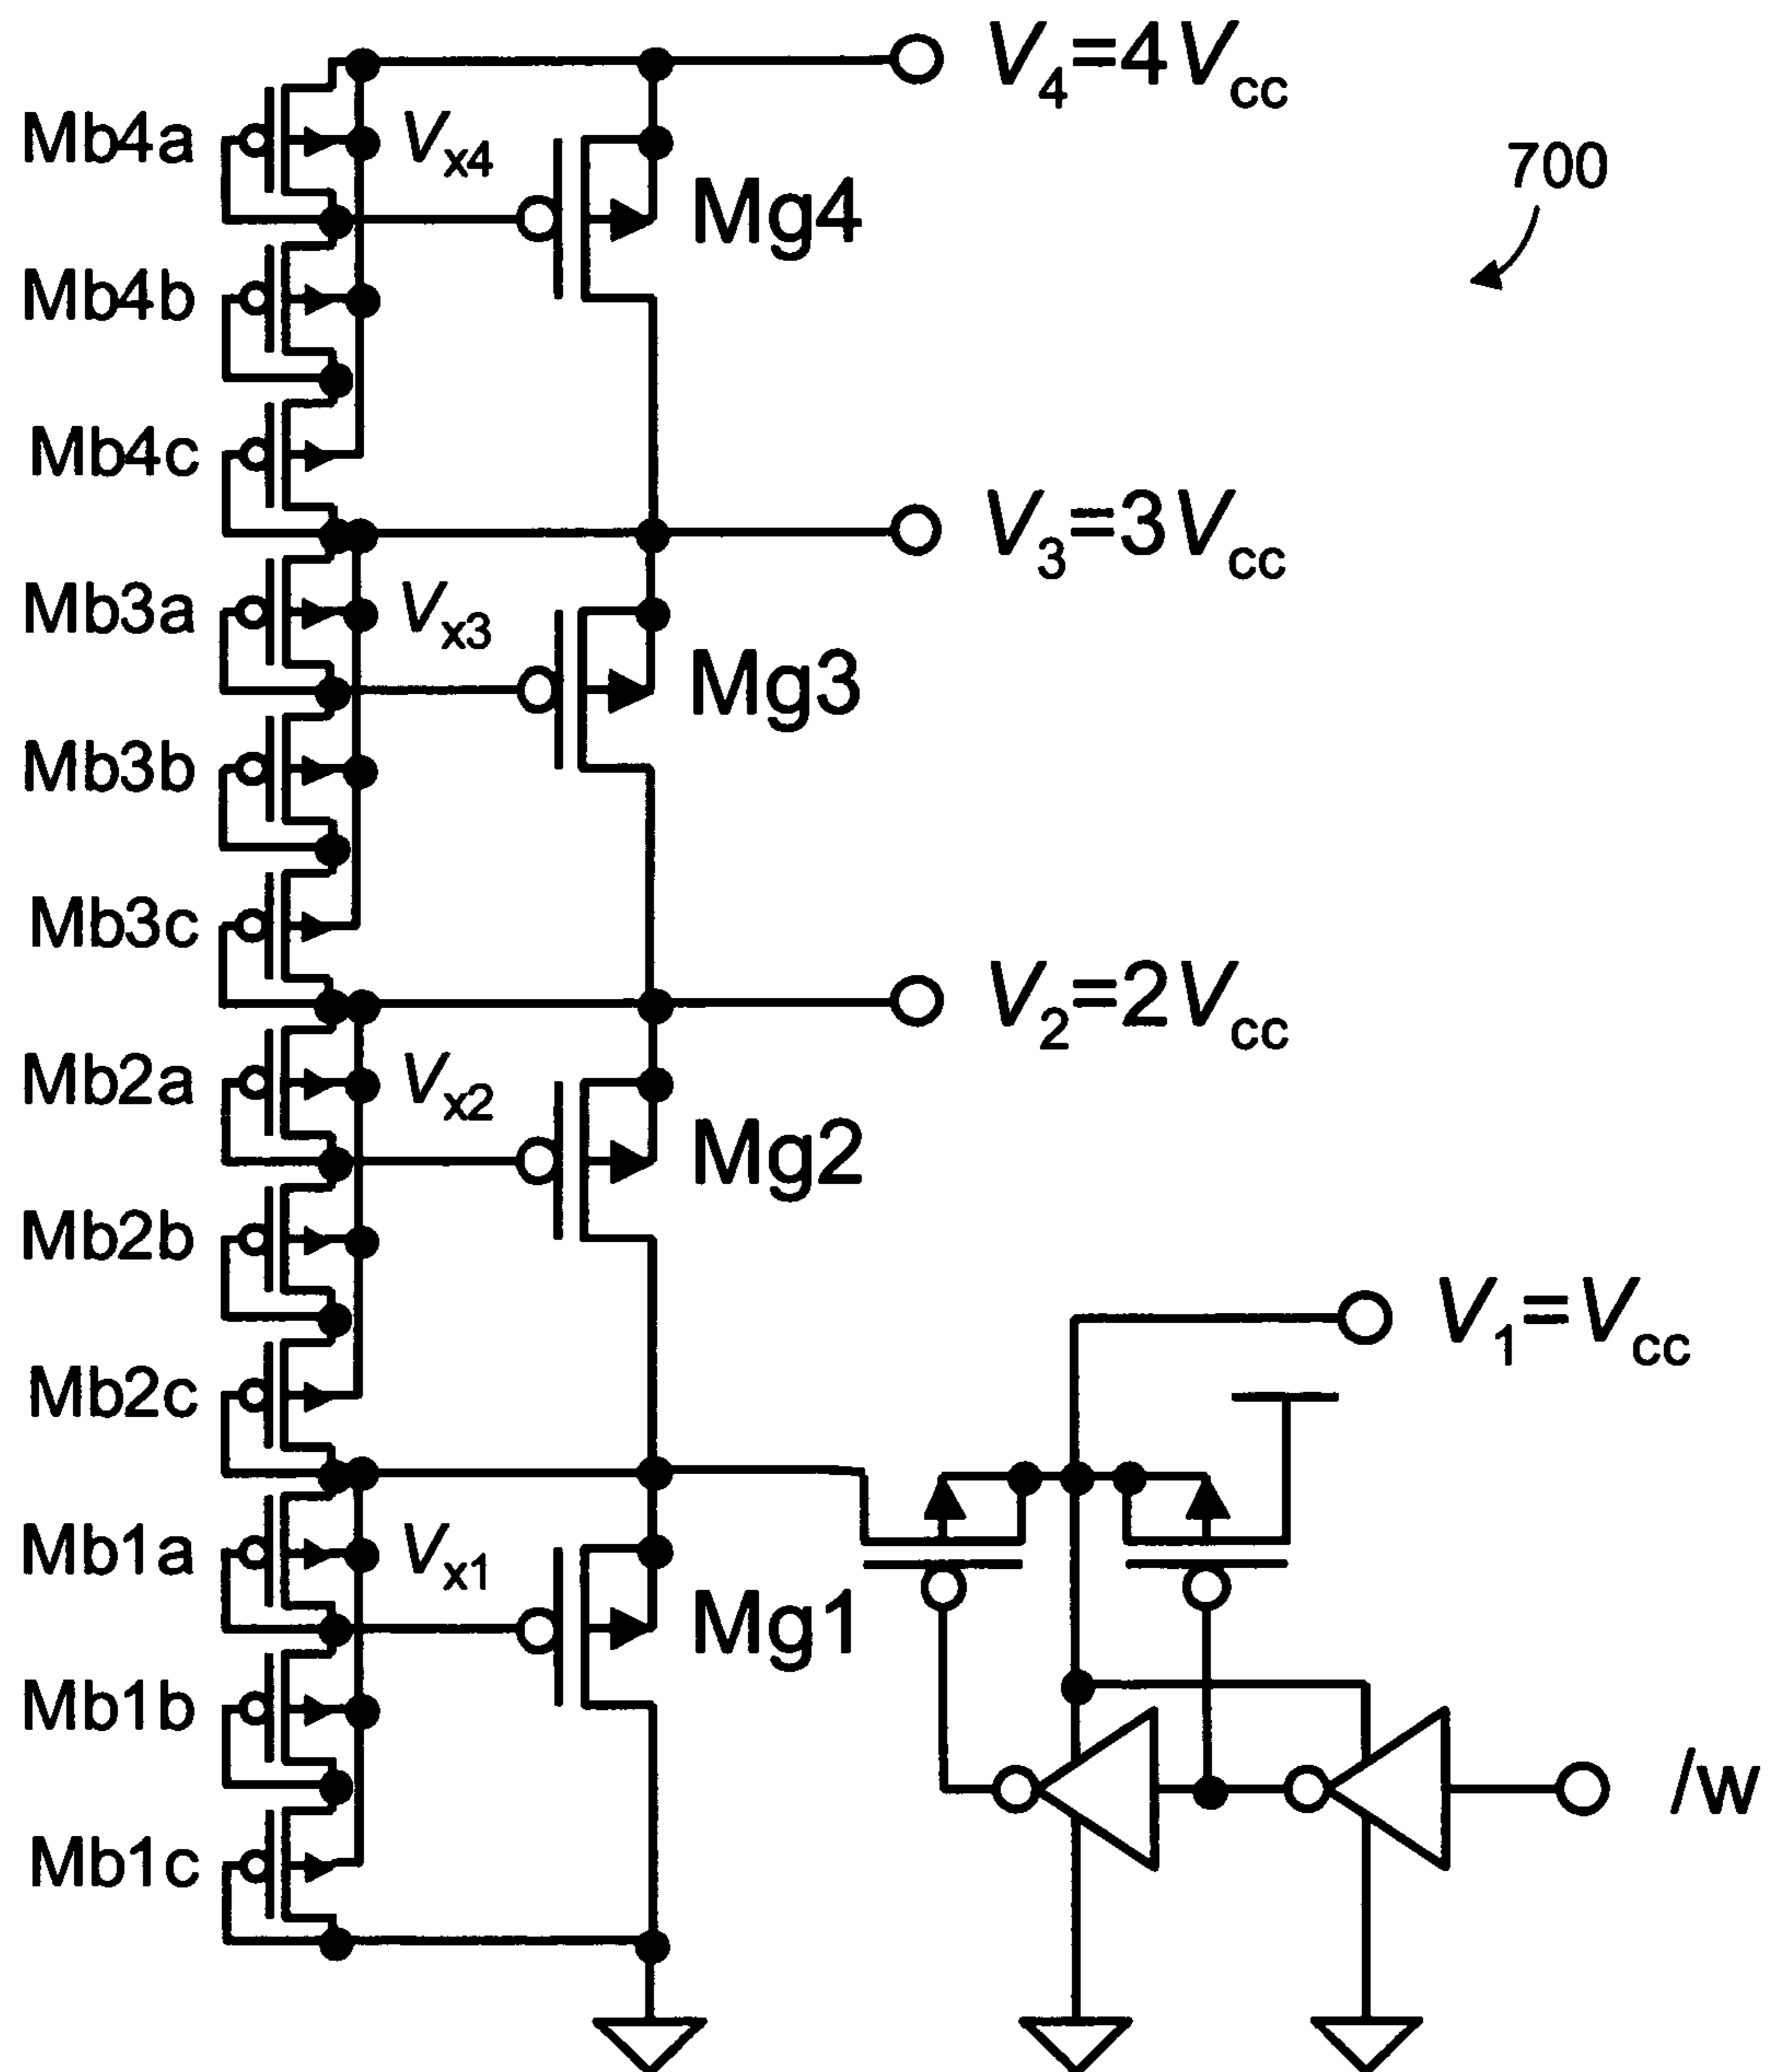 V4=4Vcc
Mb4a
Vx4
700
Mg4
Mb4b
Mb4c
V3=3Vcc
Mb3a
Vx3
Mg3
Mb3b
Mb3c
V2=2Vcc
Mb2a
Vx2
Mg2
Mb2b
V1=Vcc
Mb2c
Mb1a
Vx1
Mg1
Mb1b
/w
Mb1c